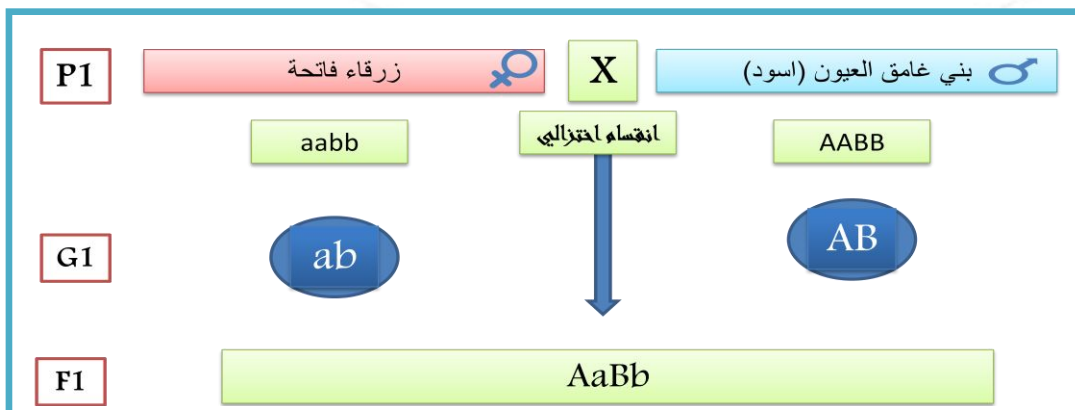 P1
زرقاء فاتحة
X
بني غامق العيون (اسود)
aabb
انقسام اختزالي
AABB
G1
ab
AB
F1
AaBb